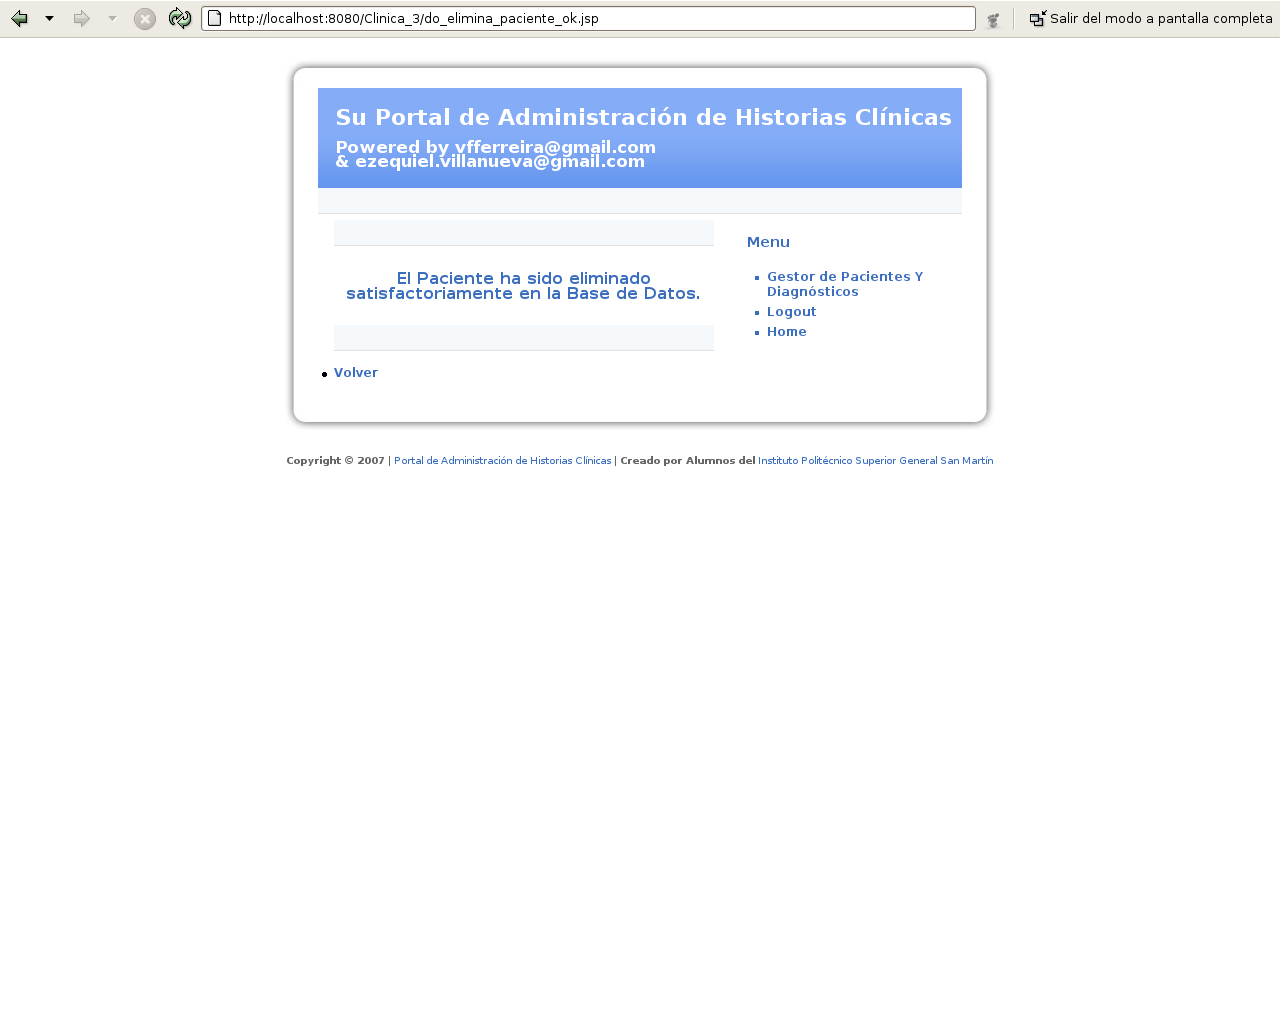 http://localhost:8080/Clinica_3/do_elimina_paciente_ok.jsp
Salir del modo a pantalla completa
Su Portal de Administración de Historias Clínicas
Powered by vfferreira@gmail.com
& ezequiel.villanueva@gmail.com
El Paciente ha sido eliminado
satisfactoriamente en la Base de Datos.
Volver
Menu
Gestor de Pacientes Y
Diagnósticos
Logout
Home
Copyright © 2007 | Portal de Administración de Historias Clínicas | Creado por Alumnos del Instituto Politécnico Superior General San Martín